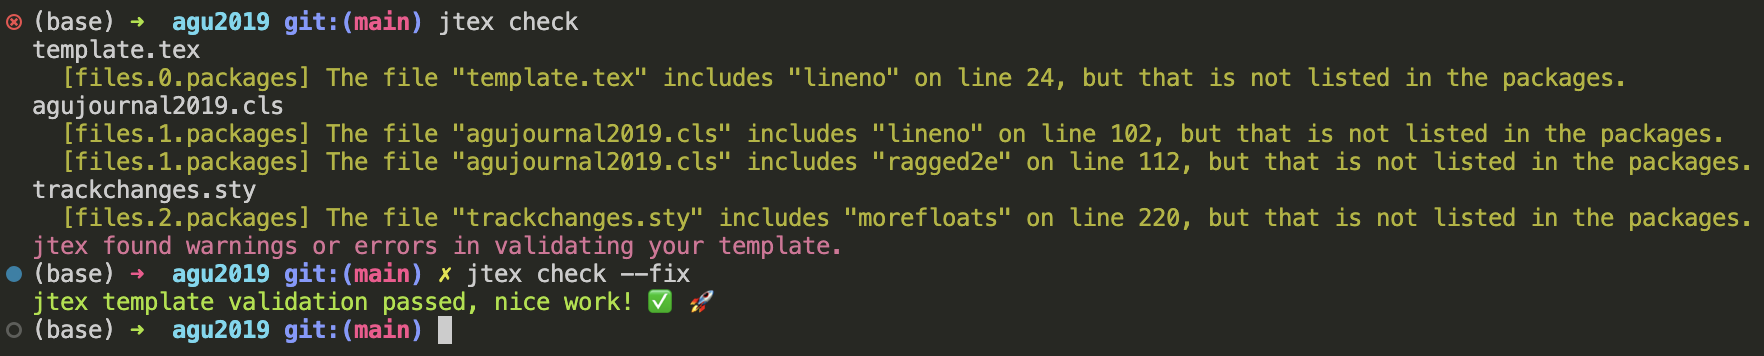 (base) ➜ agu2019 git:(main) jtex check
template.tex
[files.0.packages] The file "template.tex" includes "lineno" on line 24, but that is not listed in the packages.
agujournal2019.cls
[files.1.packages] The file "agujournal2019.cls" includes "lineno" on line 102, but that is not listed in the packages.
[files.1.packages] The file "agujournal2019.cls" includes "ragged2e" on line 112, but that is not listed in the packages.
trackchanges.sty
[files.2.packages] The file "trackchanges.sty" includes "morefloats" on line 220, but that is not listed in the packages.
jtex found warnings or errors in validating your template.
(base) ➜ agu2019 git:(main) ✗ jtex check --fix
jtex template validation passed, nice work! ✅ 🚀
(base) ➜ agu2019 git:(main)